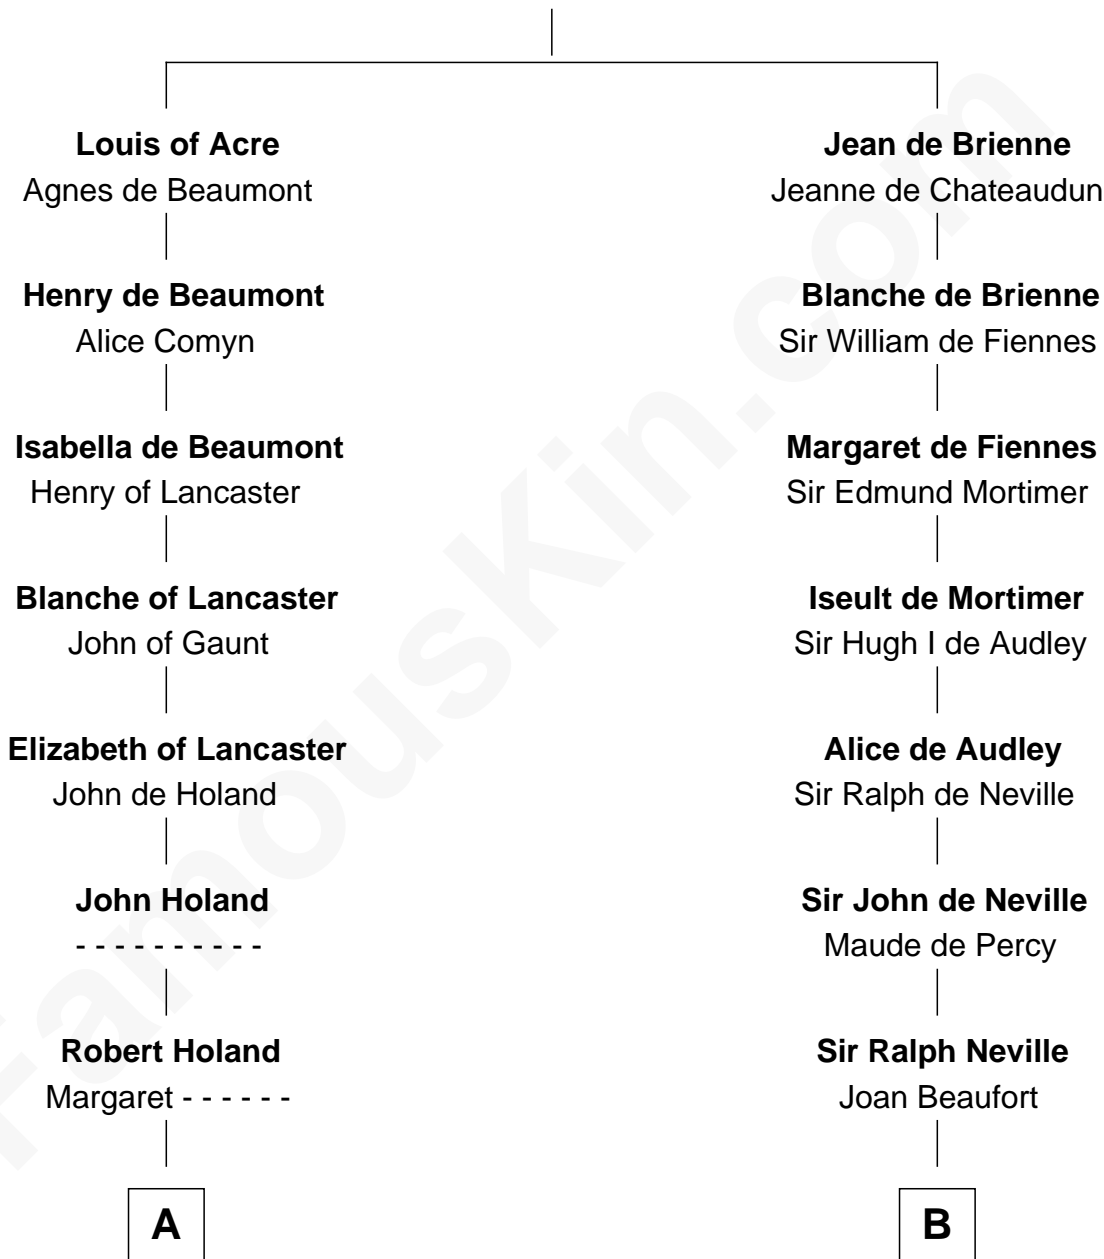 Louis of Acre
Agnes de Beaumont
Henry de Beaumont
Alice Comyn
Isabella de Beaumont
Henry of Lancaster
Blanche of Lancaster
John of Gaunt
Elizabeth of Lancaster
John de Holand
John Holand
- - - - - - - - - -
Robert Holand
Margaret - - - - - -
A
Jean de Brienne
Jeanne de Chateaudun
Blanche de Brienne
Sir William de Fiennes
Margaret de Fiennes
Sir Edmund Mortimer
Iseult de Mortimer
Sir Hugh I de Audley
Alice de Audley
Sir Ralph de Neville
Sir John de Neville
Maude de Percy
Sir Ralph Neville
Joan Beaufort
B
FamousKin.com